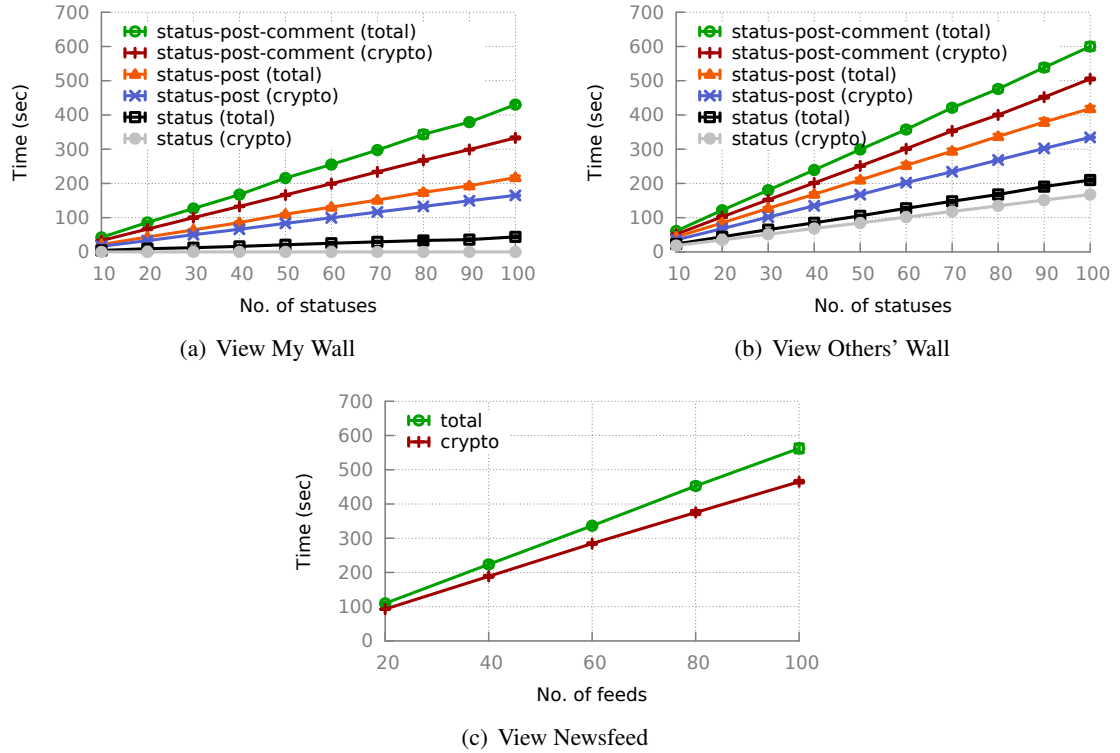 700
600
500
400
300
200
100
0
Time (sec)
status-post-comment (total)
status-post-comment (crypto)
status-post (total)
status-post (crypto)
status (total)
status (crypto)
10 20 30 40 50 60 70 80 90 100
No. of statuses
(a) View My Wall
700
600
500
400
300
200
100
0
Time (sec)
status-post-comment (total)
status-post-comment (crypto)
status-post (total)
status-post (crypto)
status (total)
status (crypto)
10 20 30 40 50 60 70 80 90 100
No. of statuses
(b) View Others’ Wall
700
600
500
400
300
200
100
0
Time (sec)
total
crypto
20 40 60 80 100
No. of feeds
(c) View Newsfeed